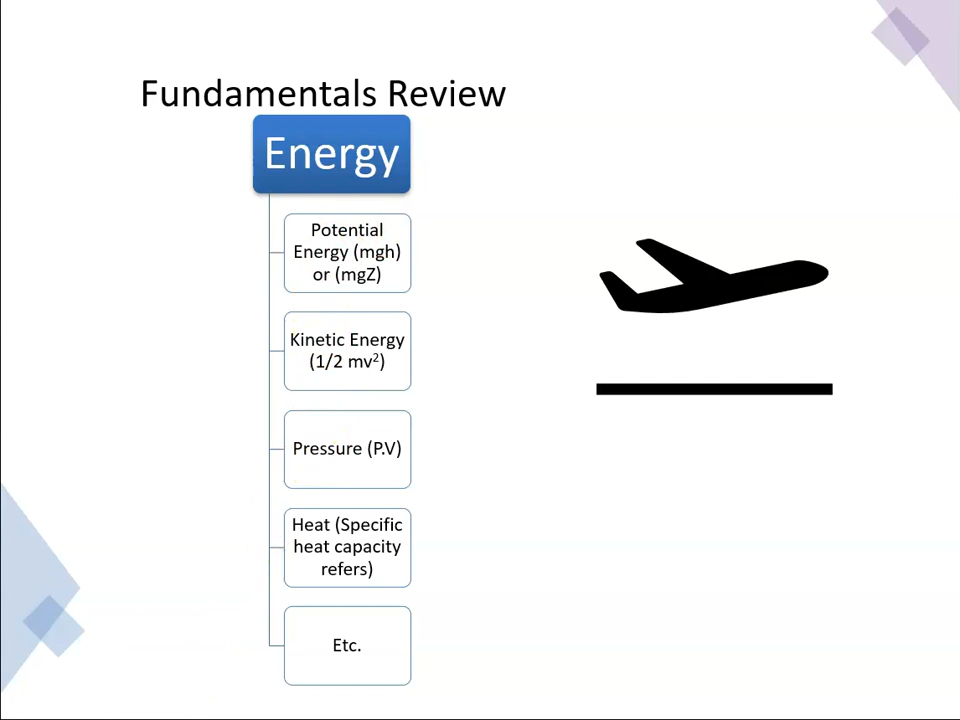 Fundamentals Review
Energy
Potential
Energy (mgh)
or (mgZ)
Kinetic Energy
(1/2 mv²)
Pressure (P.V)
Heat (Specific
heat capacity
refers)
Etc.